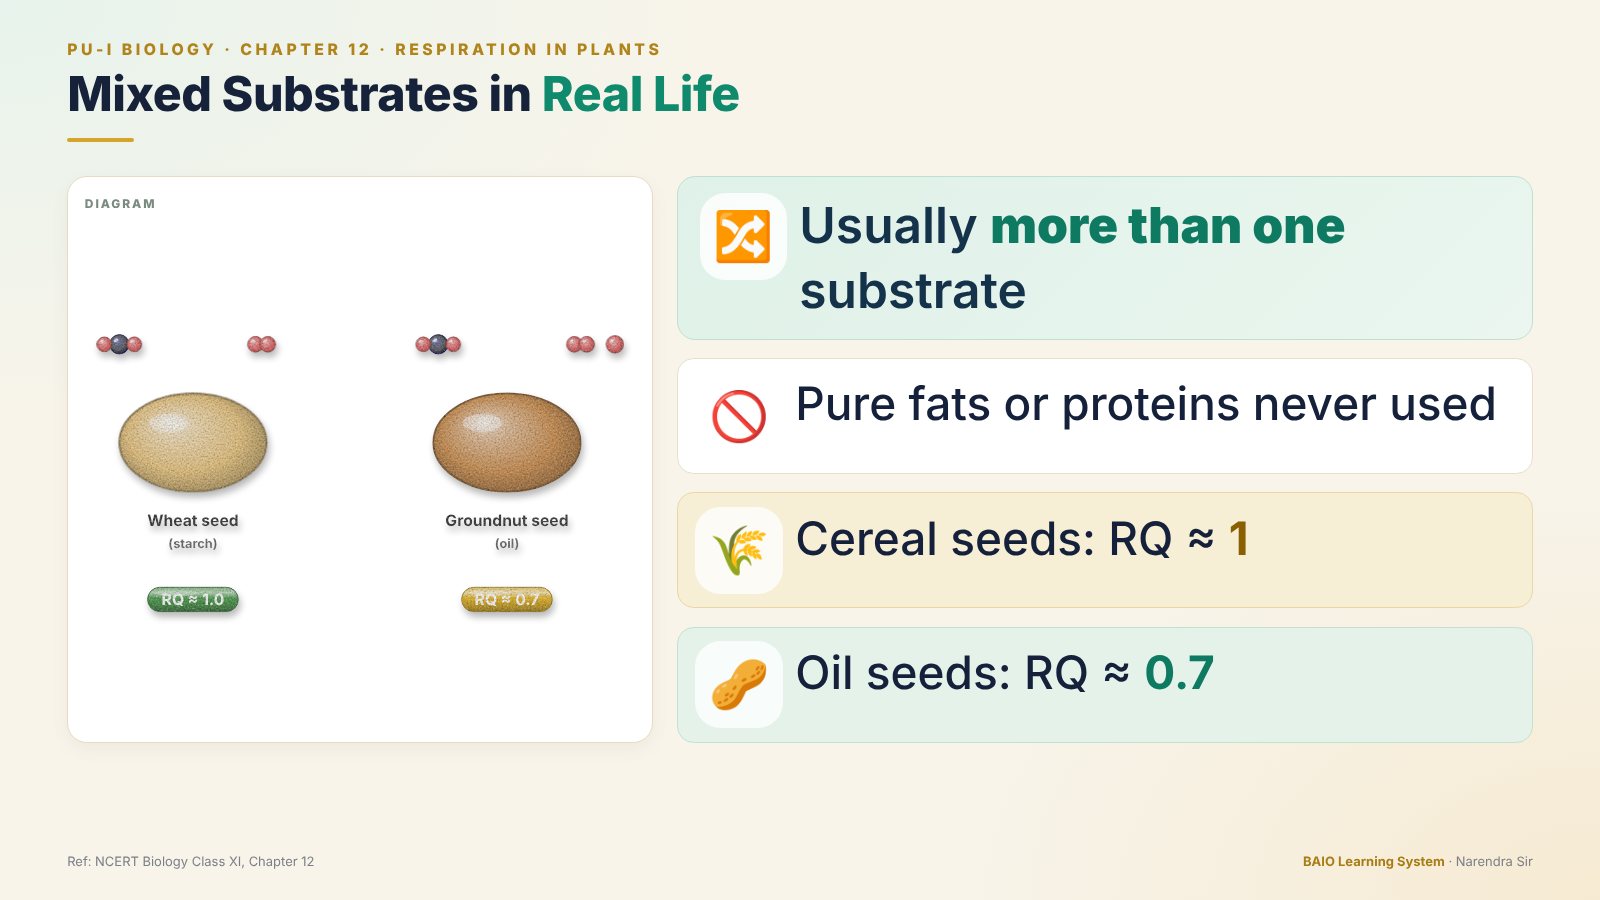 PU-I BIOLOGY · CHAPTER 12 · RESPIRATION IN PLANTS
Mixed Substrates in Real Life
DIAGRAM
Wheat seed
(starch)
RQ ≈ 1.0
Groundnut seed
(oil)
RQ ≈ 0.7
Usually more than one
substrate
Pure fats or proteins never used
Cereal seeds: RQ ≈ 1
Oil seeds: RQ ≈ 0.7
Ref: NCERT Biology Class XI, Chapter 12
BAIO Learning System · Narendra Sir